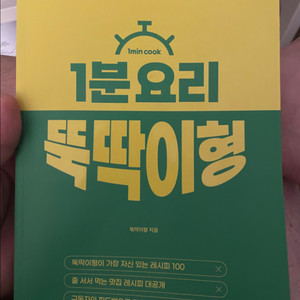 1min cook
1분요리
뚝딱이형
뚝딱이형 지음
뚝딱이형이 가장 자신 있는 레시피 100
줄 서서 먹는 맛집 레시피 대공개